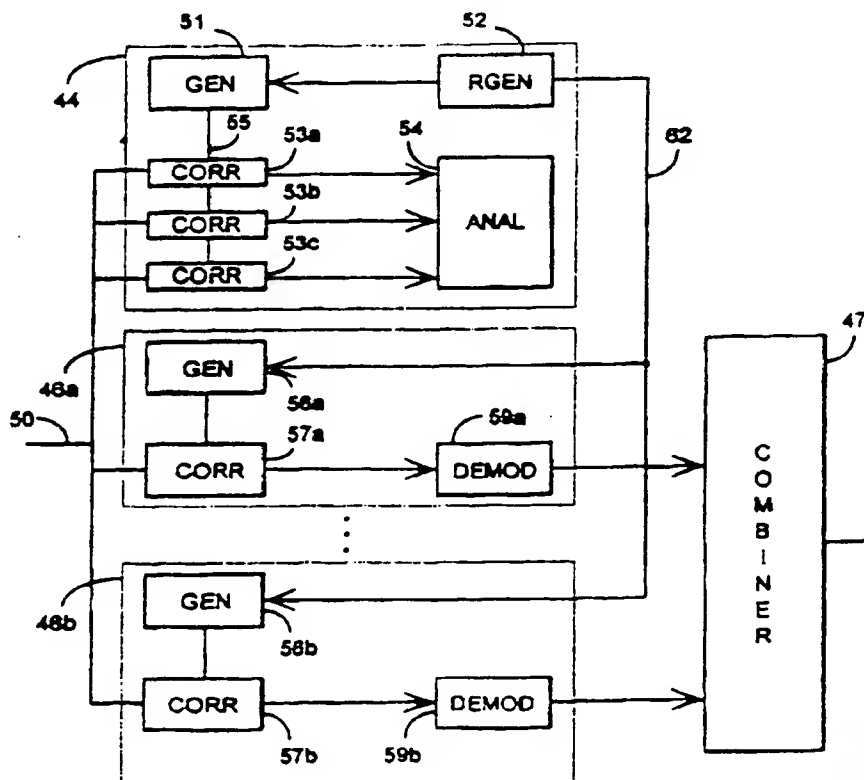 51
52
44
GEN
RGEN
55
53a
54
62
CORR
53b
CORR
ANAL
53c
CORR
47
46a
GEN
56a
50
59a
57a
CORR
DEMOD
COMBINER
46b
GEN
56b
CORR
DEMOD
57b
59b